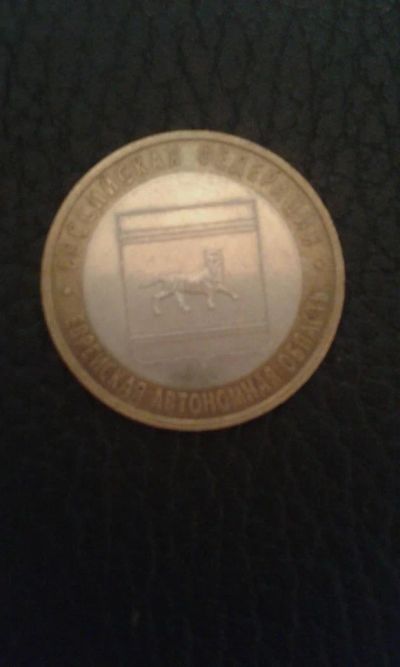 РОССИЙСКАЯ ФЕДЕРАЦИЯ
ЕВРЕЙСКАЯ АВТОНОМНАЯ ОБЛАСТЬ